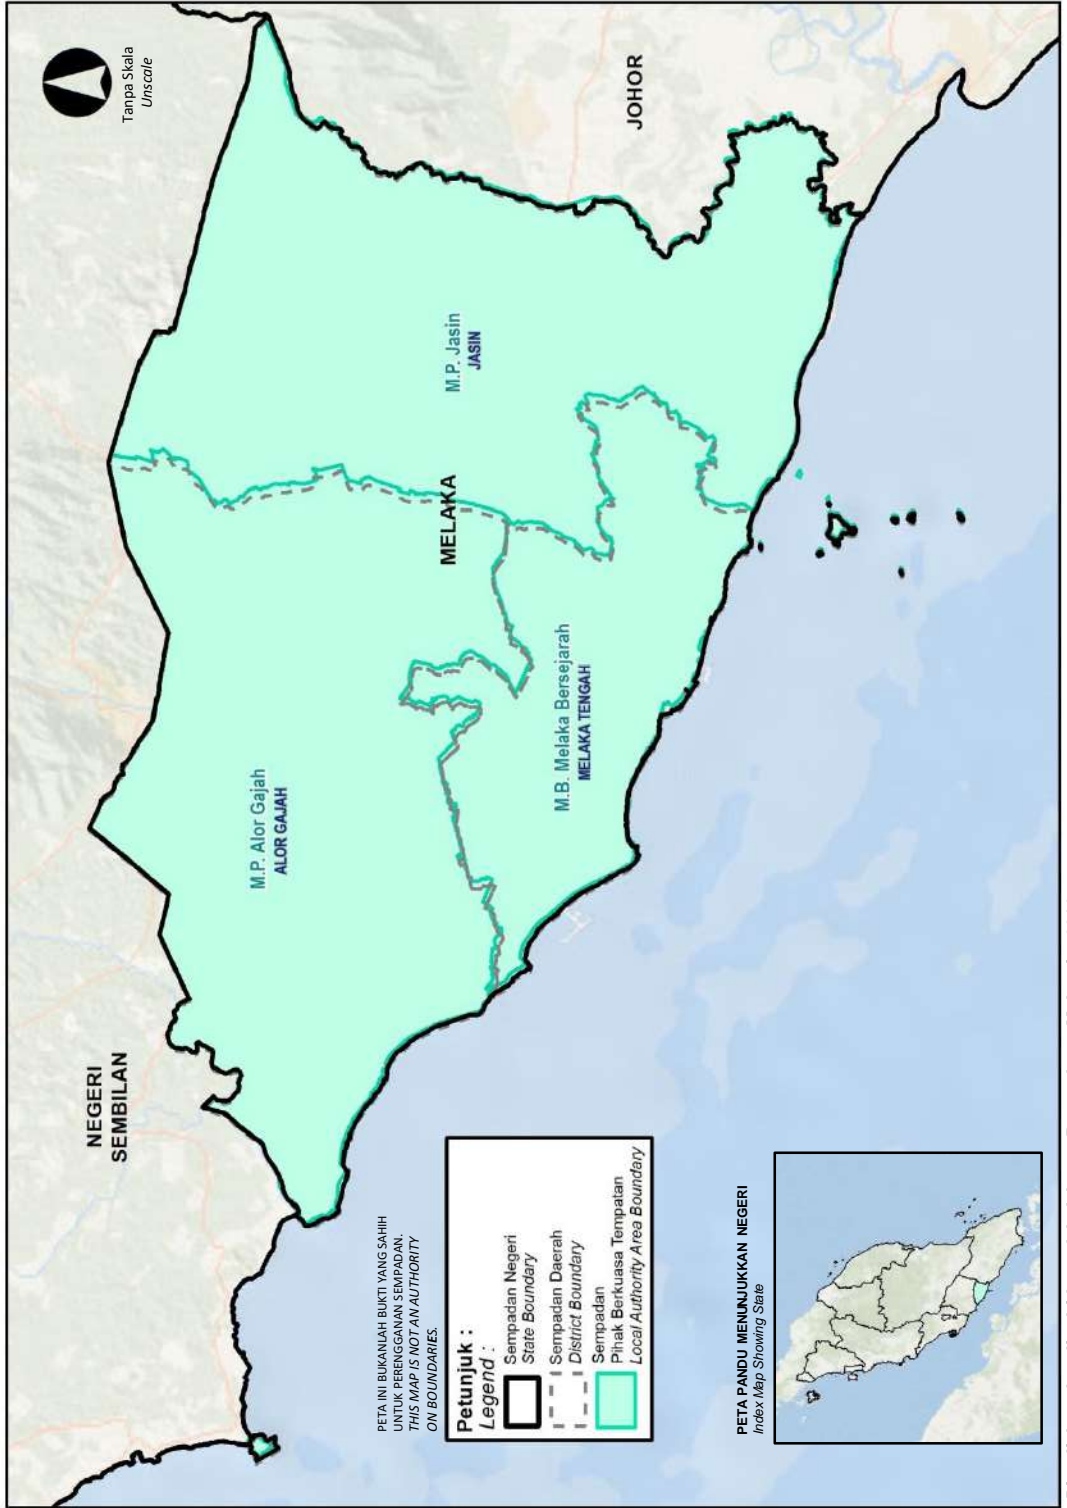 Tanpa Skala
Unscale
JOHOR
M.P. Jasin
JASIN
MELAKA
M.P. Alor Gajah
ALOR GAJAH
M.B. Melaka Bersejarah
MELAKA TENGAH
NEGERI
SEMBILAN
PETA INI BUKANLAH BUKTI YANG SAHIH
UNTUK PERENGGANAN SEMPADAN.
THIS MAP IS NOT AN AUTHORITY
ON BOUNDARIES.
Petunjuk :
Legend :
Sempadan Negeri
State Boundary
Sempadan Daerah
District Boundary
Sempadan
Pihak Berkuasa Tempatan
Local Authority Area Boundary
PETA PANDU MENUNJUKKAN NEGERI
Index Map Showing State